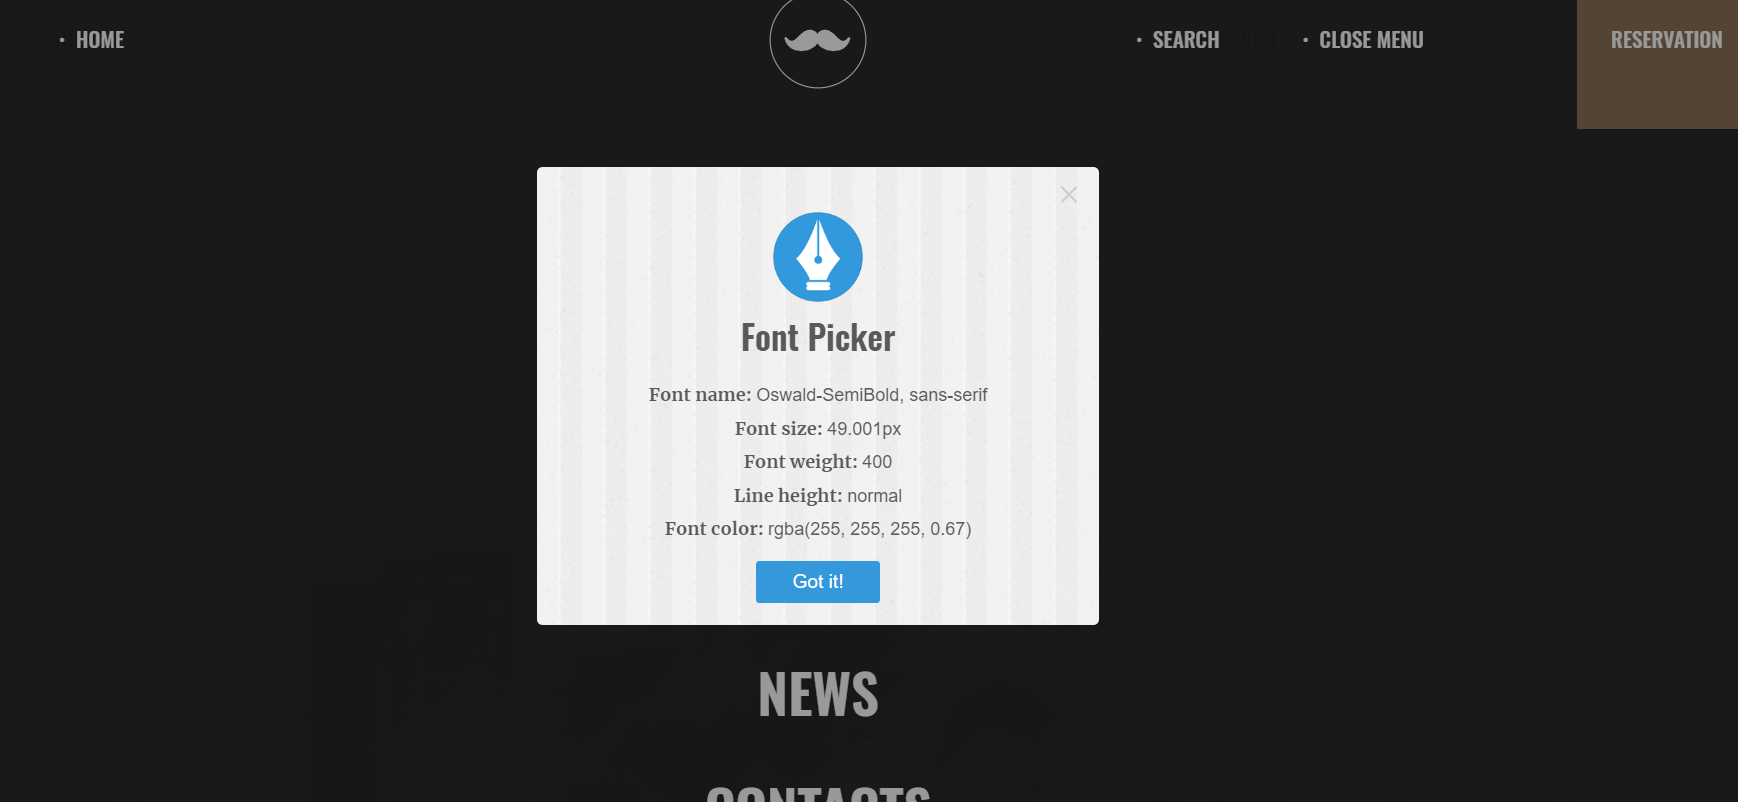 HOME
SEARCH
CLOSE MENU
RESERVATION
Font Picker
Font name: Oswald-SemiBold, sans-serif
Font size: 49.001px
Font weight: 400
Line height: normal
Font color: rgba(255, 255, 255, 0.67)
Got it!
NEWS
CONTACTS